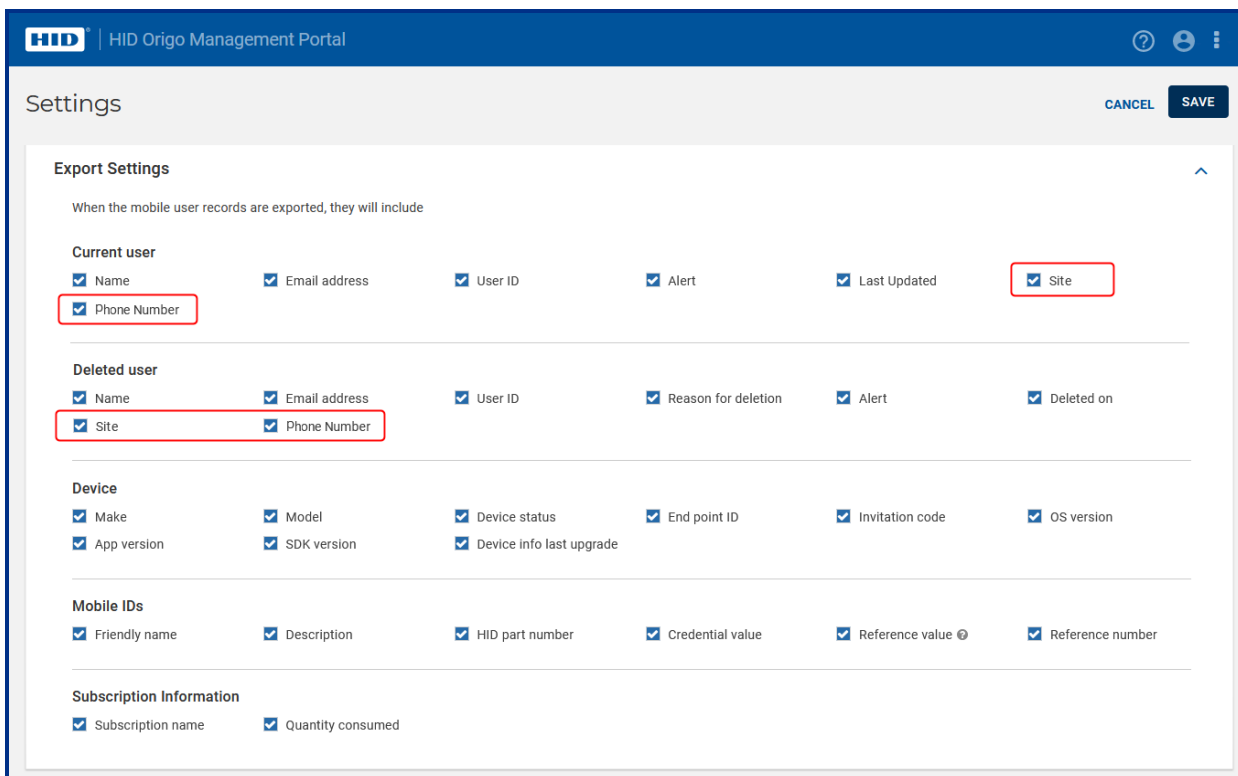 HID | HID Origo Management Portal
Settings
CANCEL SAVE
Export Settings
When the mobile user records are exported, they will include
Current user
Name Email address User ID Alert Last Updated Site
Phone Number
Deleted user
Name Email address User ID Reason for deletion Alert Deleted on
Site Phone Number
Device
Make Model Device status End point ID Invitation code OS version
App version SDK version Device info last upgrade
Mobile IDs
Friendly name Description HID part number Credential value Reference value Reference number
Subscription Information
Subscription name Quantity consumed